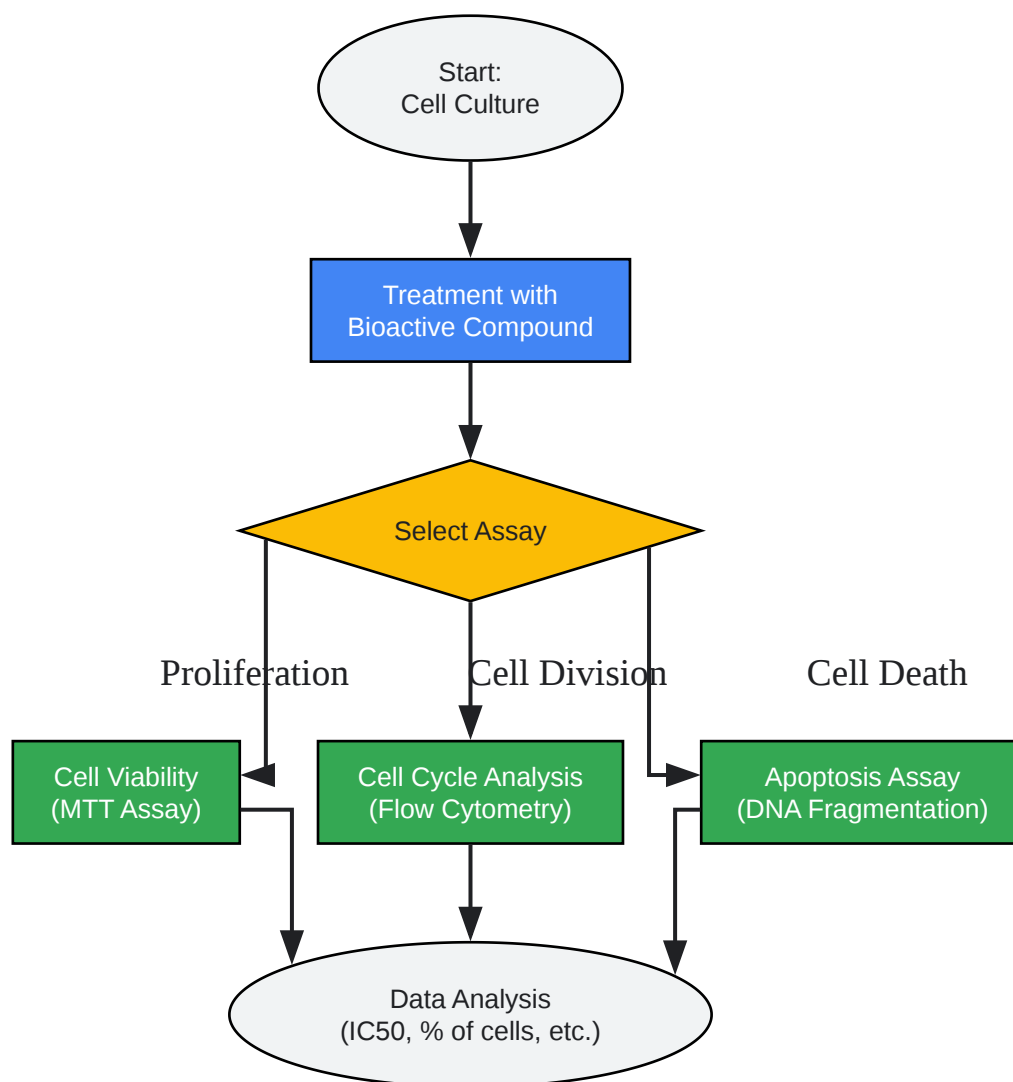 Start:
Cell Culture
Treatment with
Bioactive Compound
Select Assay
Proliferation
Cell Division
Cell Death
Cell Viability
(MTT Assay)
Cell Cycle Analysis
(Flow Cytometry)
Apoptosis Assay
(DNA Fragmentation)
Data Analysis
(IC50, % of cells, etc.)